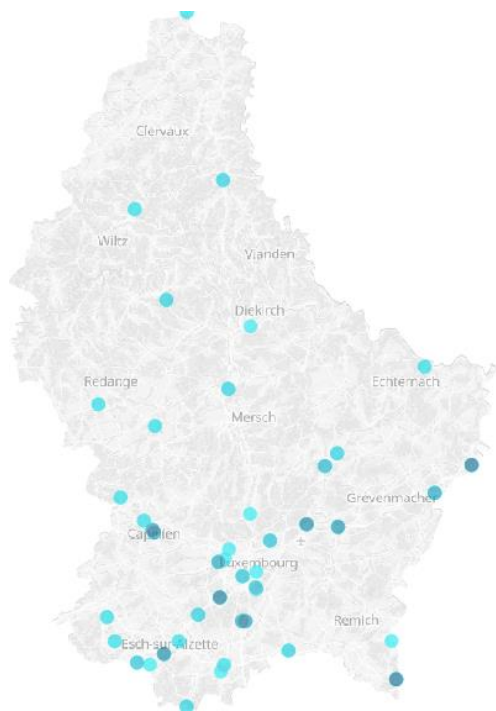 Clervaux
Wiltz
Vianden
Diekirch
Redange
Echternach
Mersch
Grevenmacher
Capellen
Luxembourg
Remich
Esch-sur-Alzette